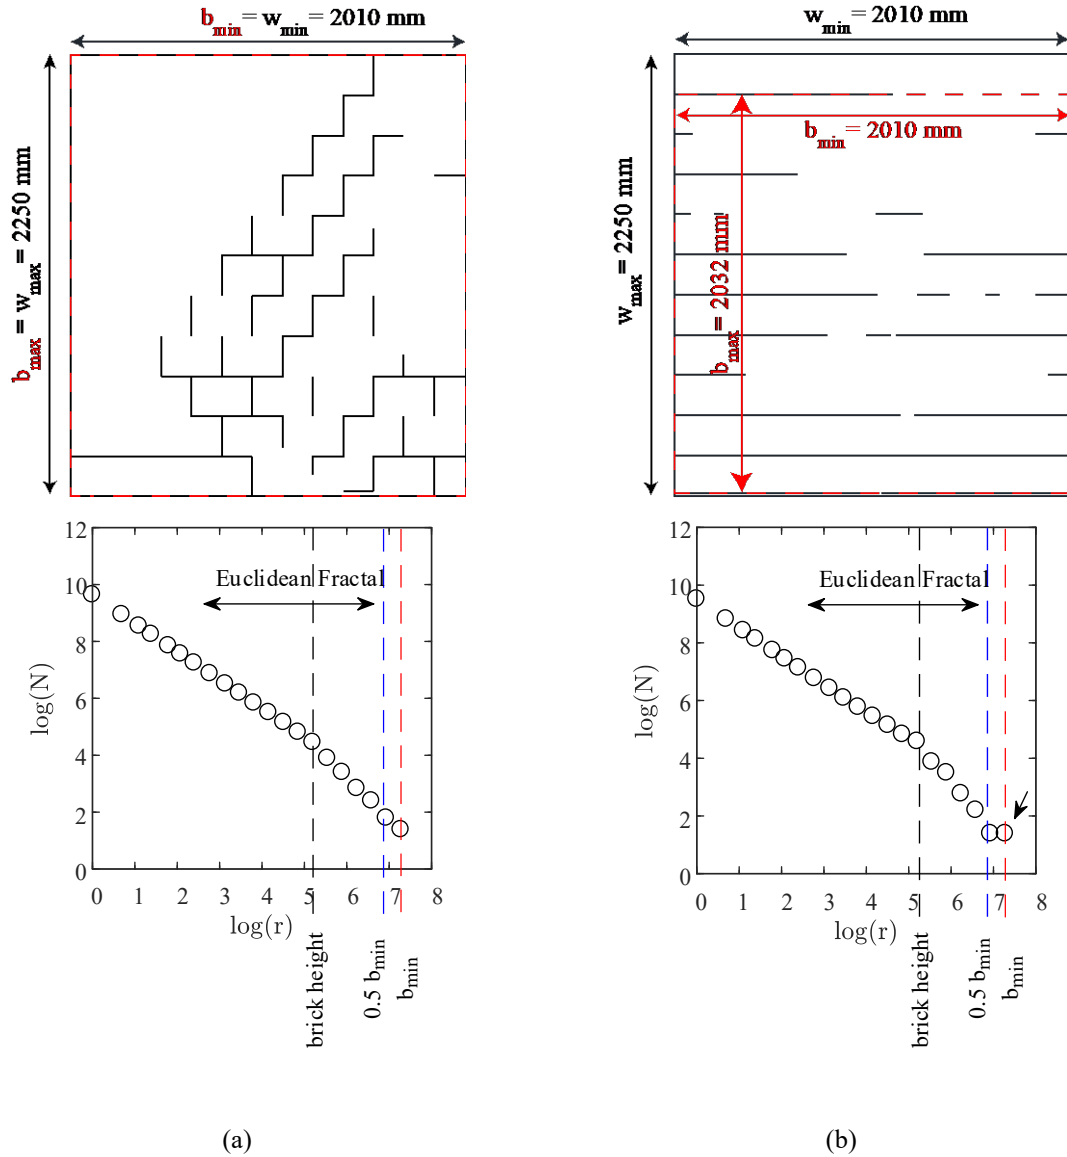 b_min = w_min = 2010 mm
b_max = w_max = 2250 mm
12
10
8
6
4
2
0
log(N)
Euclidean Fractal
0 1 2 3 4 5 6 7 8
log(r)
brick height
0.5 b_min
b_min
(a)
w_min = 2010 mm
b_min = 2010 mm
w_max = 2250 mm
b_max = 2032 mm
12
10
8
6
4
2
0
log(N)
Euclidean Fractal
0 1 2 3 4 5 6 7 8
log(r)
brick height
0.5 b_min
b_min
(b)